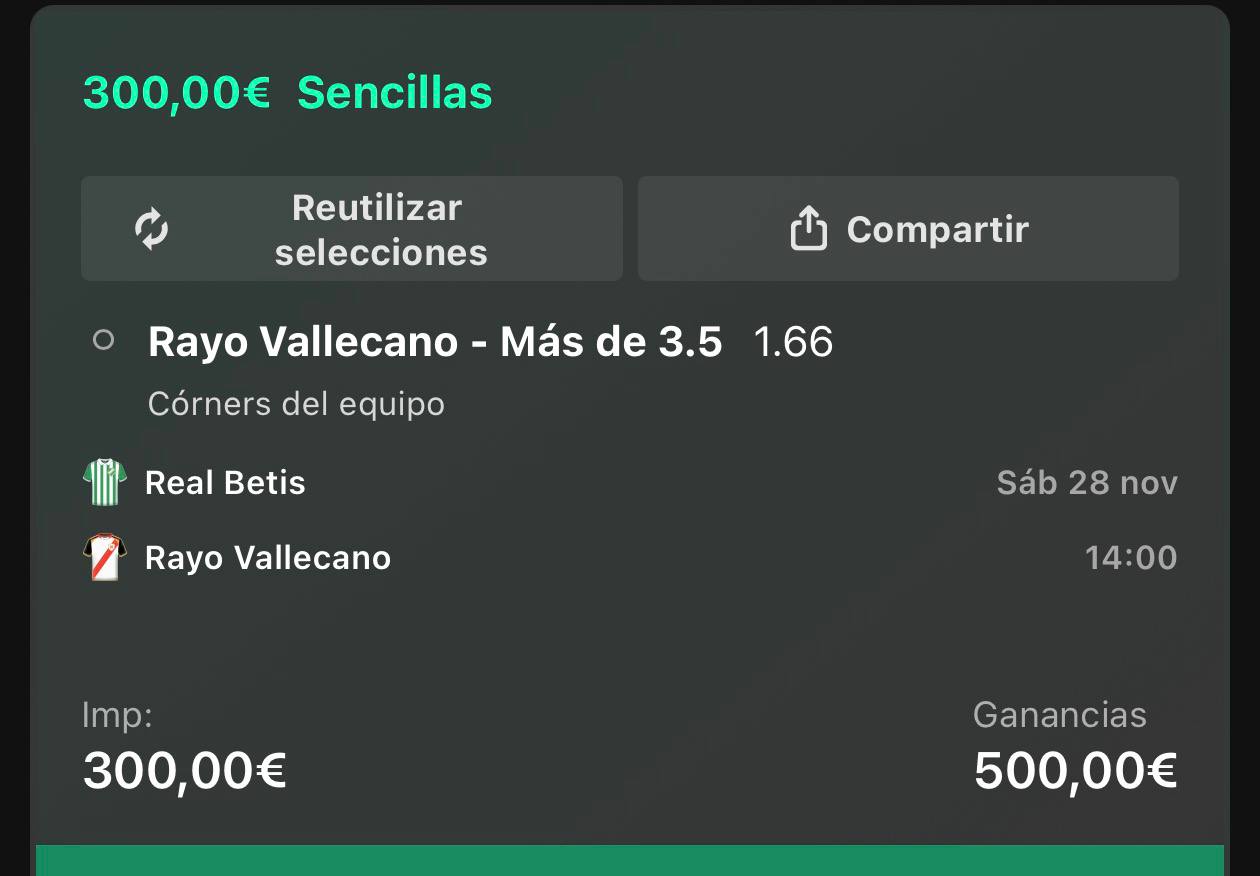 300,00€ Sencillas
Reutilizar
selecciones
Compartir
Rayo Vallecano - Más de 3.5 1.66
Córners del equipo
Real Betis
Sáb 28 nov
Rayo Vallecano
14:00
Imp:
Ganancias
300,00€
500,00€